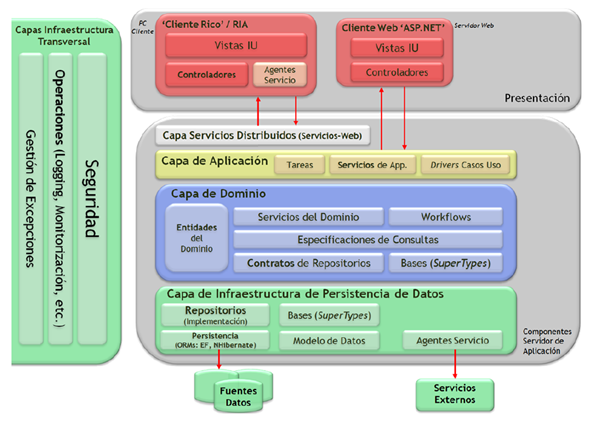 Capas Infraestructura
Transversal
Gestión de Excepciones
Operaciones (Logging, Monitorización, etc.)
Seguridad
PC
Cliente
'Cliente Rico' / RIA
Vistas IU
Controladores
Agentes
Servicio
Cliente Web 'ASP.NET'
Servidor Web
Vistas IU
Controladores
Presentación
Capa Servicios Distribuidos (Servicios-Web)
Capa de Aplicación
Tareas
Servicios de App.
Drivers Casos Uso
Capa de Dominio
Entidades
del
Dominio
Servicios del Dominio
Workflows
Especificaciones de Consultas
Contratos de Repositorios
Bases (SuperTypes)
Capa de Infraestructura de Persistencia de Datos
Repositorios
(Implementación)
Bases (SuperTypes)
Persistencia
(ORMs: EF, NHibernate)
Modelo de Datos
Agentes Servicio
Componentes
Servidor de
Aplicación
Fuentes
Datos
Servicios
Externos